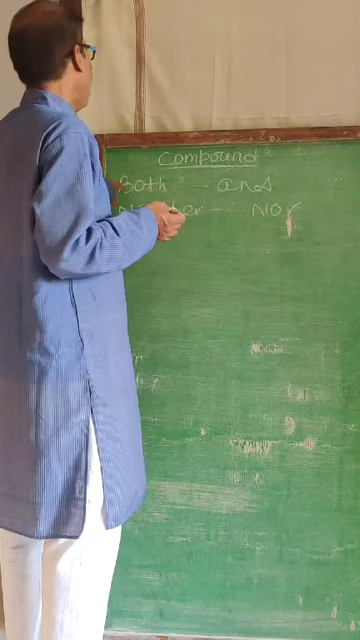 Compound
Both - and
- Nor